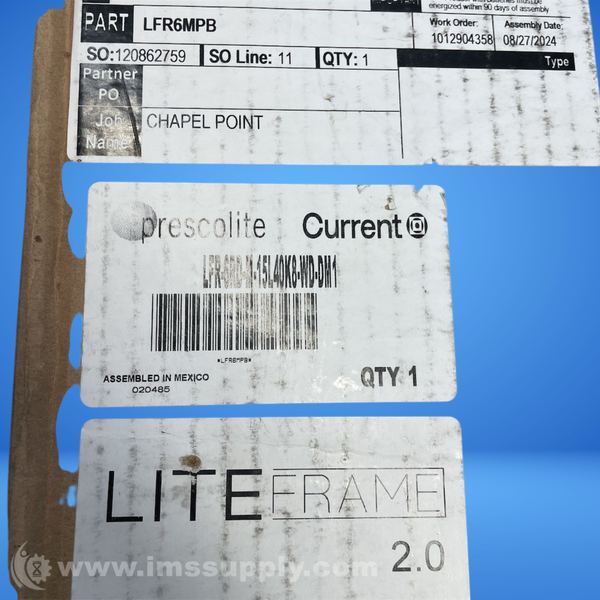 energized within 90 days of assembly
PART LFR6MPB
Work Order: Assembly Date:
1012904358 08/27/2024
SO:120862759 SO Line: 11 QTY: 1
Type
Partner
PO
Job
Name
CHAPEL POINT
prescolite Current
*LFR6MPB*
ASSEMBLED IN MEXICO
020485
QTY 1
LITEFRAME
2.0
www.imssupply.com